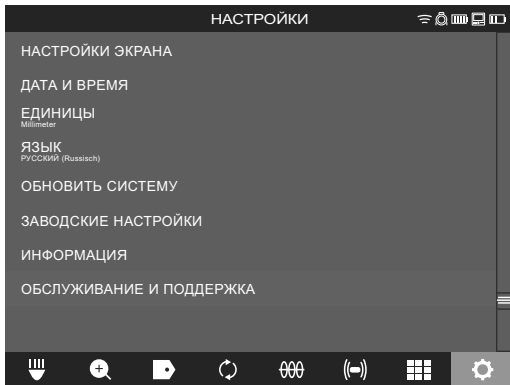 НАСТРОЙКИ
НАСТРОЙКИ ЭКРАНА
ДАТА И ВРЕМЯ
ЕДИНИЦЫ
Millimeter
ЯЗЫК
РУССКИЙ (Russisch)
ОБНОВИТЬ СИСТЕМУ
ЗАВОДСКИЕ НАСТРОЙКИ
ИНФОРМАЦИЯ
ОБСЛУЖИВАНИЕ И ПОДДЕРЖКА